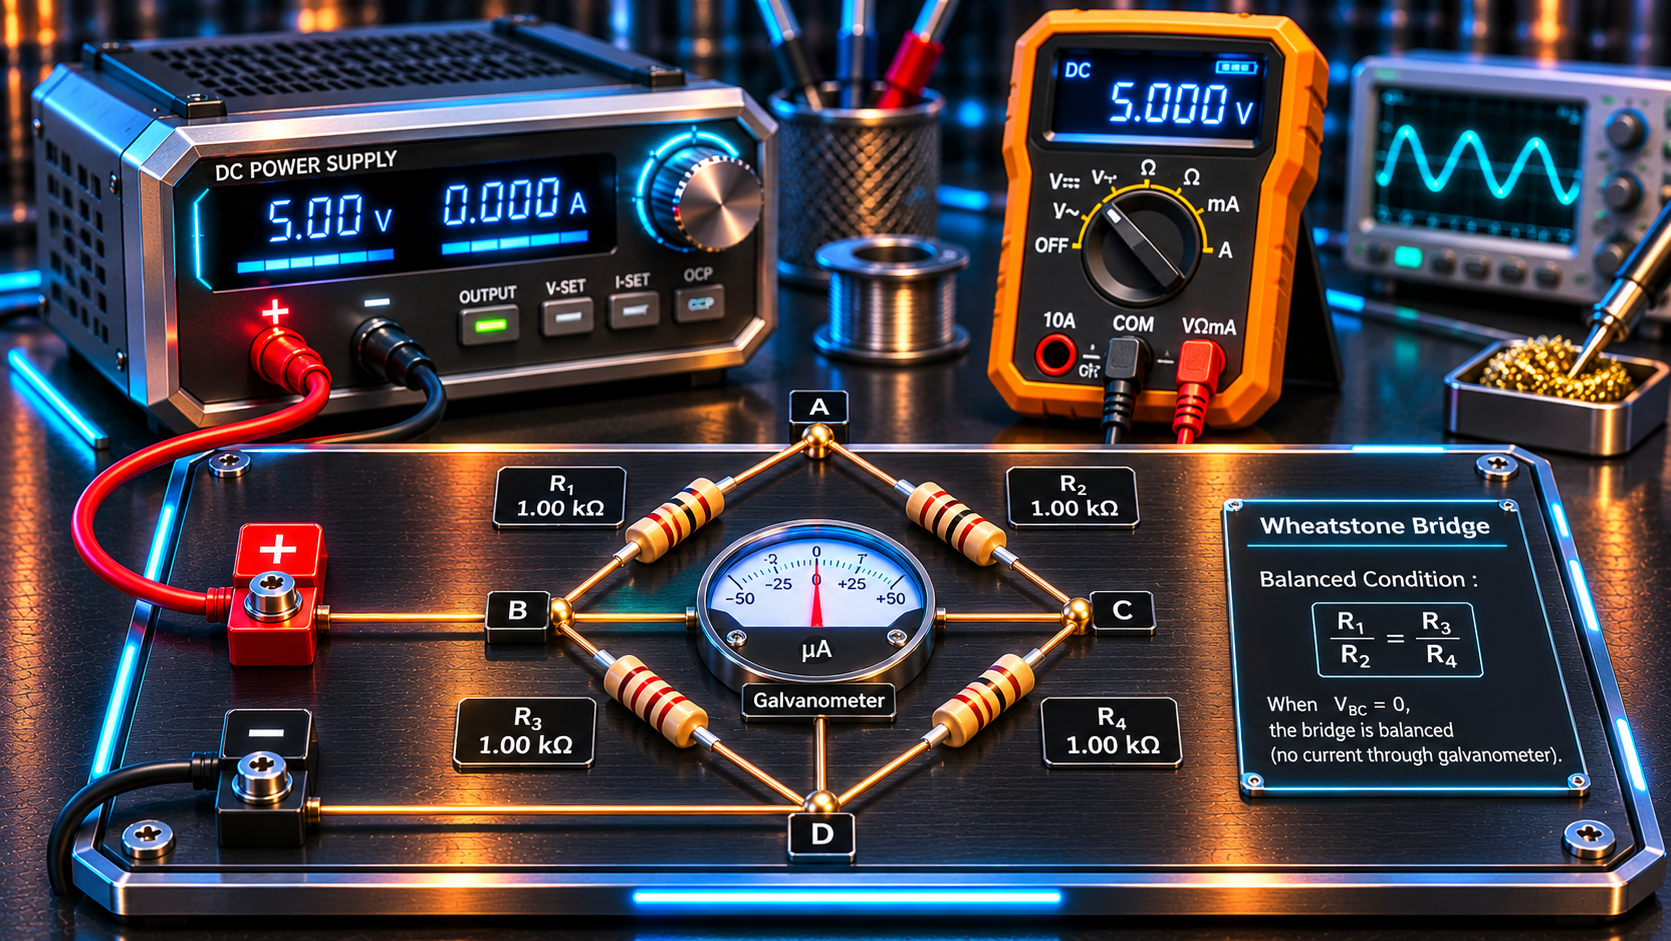 DC POWER SUPPLY
5.00 V
0.000 A
+
−
OUTPUT
V-SET
I-SET
OCP
DC
5.000 V
OFF
V~
V⎓
Ω
Ω
mA
A
10A
COM
VΩmA
A
R₁
1.00 kΩ
R₂
1.00 kΩ
B
C
0
-50
-25
0
+25
+50
µA
Galvanometer
R₃
1.00 kΩ
R₄
1.00 kΩ
D
+
−
Wheatstone Bridge
Balanced Condition :
R₁/R₂ = R₃/R₄
When V_BC = 0,
the bridge is balanced
(no current through galvanometer).